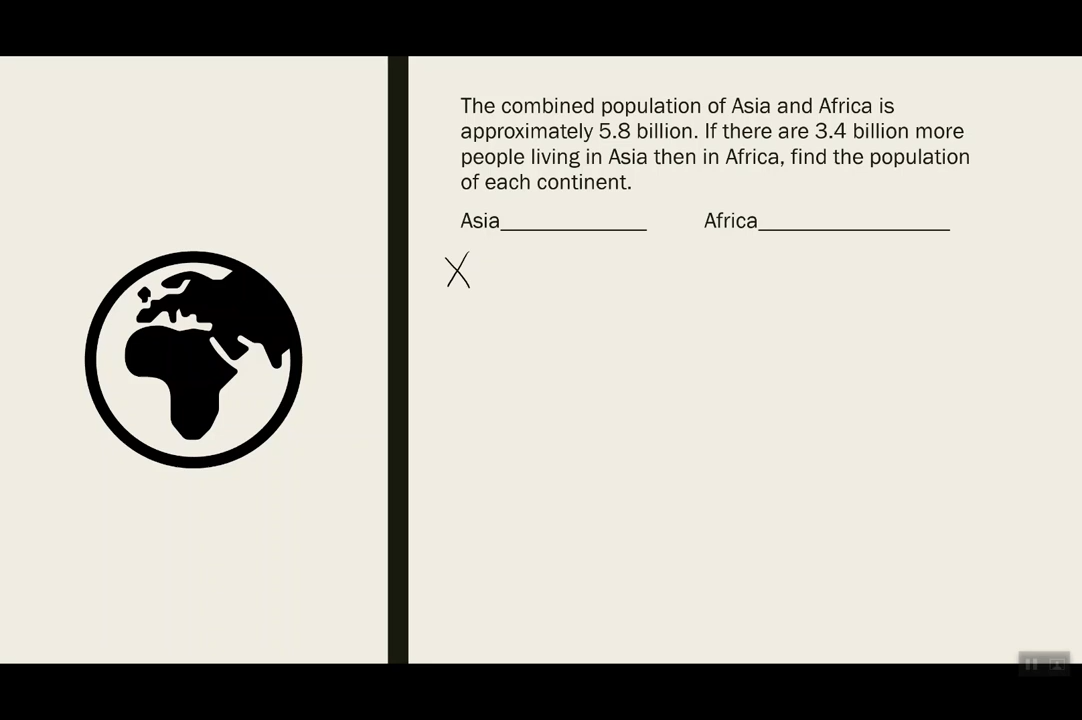 The combined population of Asia and Africa is
approximately 5.8 billion. If there are 3.4 billion more
people living in Asia then in Africa, find the population
of each continent.
Asia_____________ Africa_________________
X